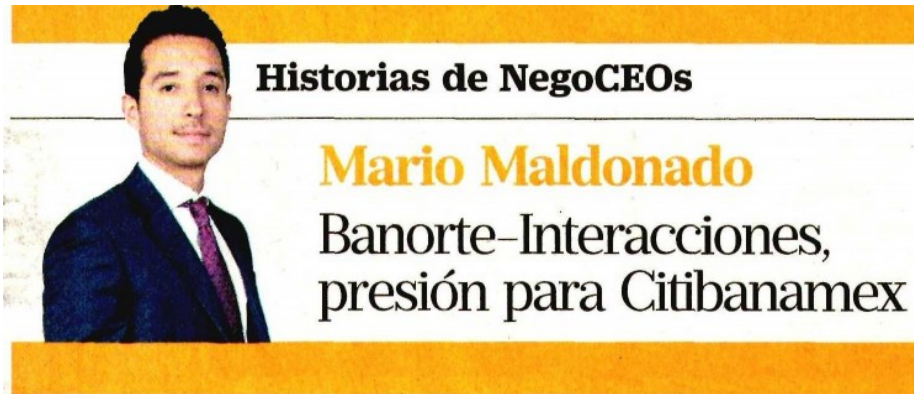 Historias de NegoCEOs
Mario Maldonado
Banorte-Interacciones,
presión para Citibanamex